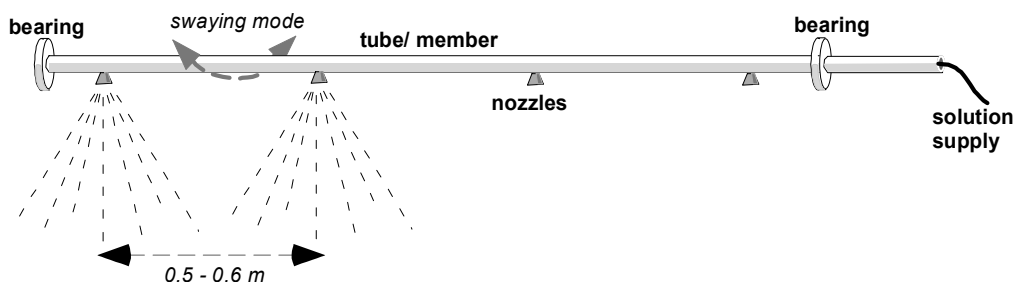 swaying mode
bearing
bearing
tube/ member
nozzles
solution
supply
0.5 - 0.6 m